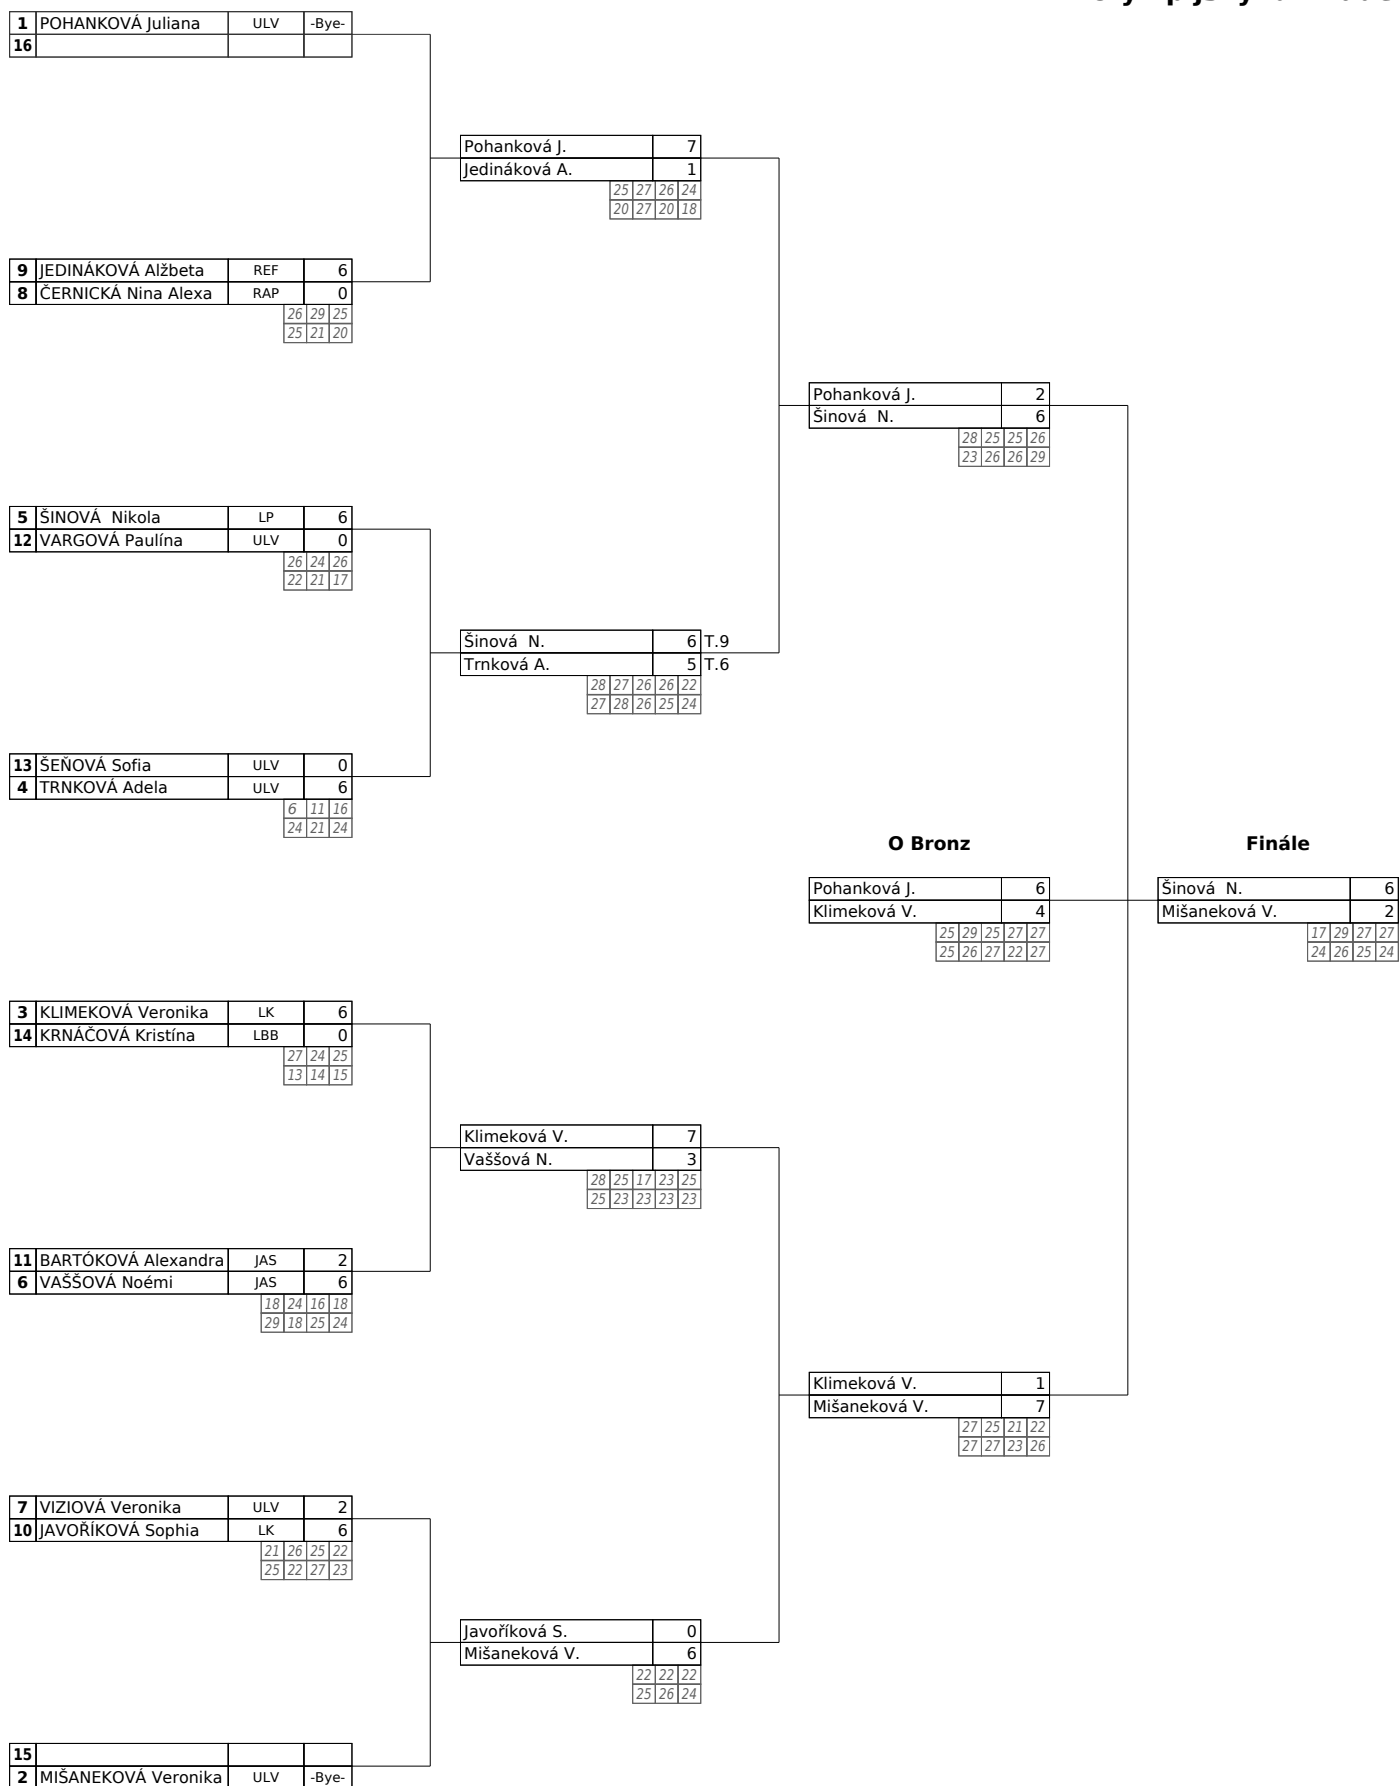 1 POHANKOVÁ Juliana ULV -Bye-
16
Pohanková J. 7
Jedináková A. 1
25 27 26 24
20 27 20 18
9 JEDINÁKOVÁ Alžbeta REF 6
8 ČERNICKÁ Nina Alexa RAP 0
26 29 25
25 21 20
Pohanková J. 2
Šinová N. 6
28 25 25 26
23 26 26 29
5 ŠINOVÁ Nikola LP 6
12 VARGOVÁ Paulína ULV 0
26 24 26
22 21 17
Šinová N. 6 T.9
Trnková A. 5 T.6
28 27 26 26 22
27 28 26 25 24
13 ŠEŇOVÁ Sofia ULV 0
4 TRNKOVÁ Adela ULV 6
6 11 16
24 21 24
O Bronz Finále
Pohanková J. 6 Šinová N. 6
Klimeková V. 4 Mišaneková V. 2
25 29 25 27 27 17 29 27 27
25 26 27 22 27 24 26 25 24
3 KLIMEKOVÁ Veronika LK 6
14 KRNÁČOVÁ Kristína LBB 0
27 24 25
13 14 15
Klimeková V. 7
Vaššová N. 3
28 25 17 23 25
25 23 23 23 23
11 BARTÓKOVÁ Alexandra JAS 2
6 VAŠŠOVÁ Noémi JAS 6
18 24 16 18
29 18 25 24
Klimeková V. 1
Mišaneková V. 7
27 25 21 22
27 27 23 26
7 VIZIOVÁ Veronika ULV 2
10 JAVOŘÍKOVÁ Sophia LK 6
21 26 25 22
25 22 27 23
Javoříková S. 0
Mišaneková V. 6
22 22 22
25 26 24
15
2 MIŠANEKOVÁ Veronika ULV -Bye-